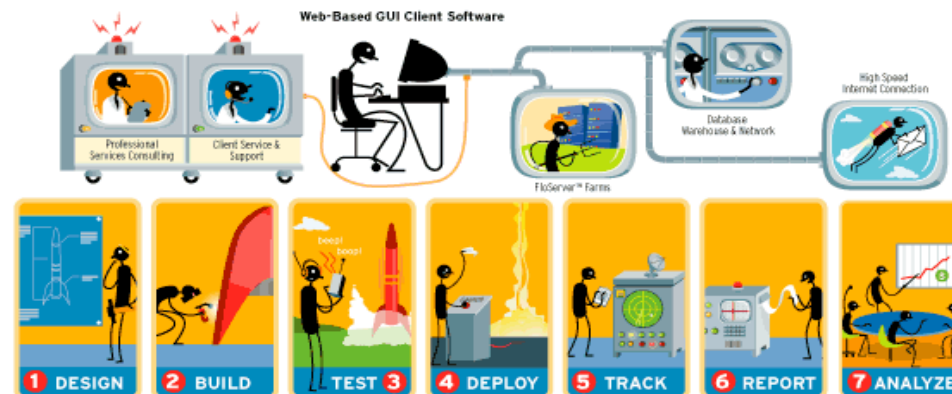 Web-Based GUI Client Software
Professional
Services Consulting
Client Service &
Support
FloServer™ Farms
Database
Warehouse & Network
High Speed
Internet Connection
beep!
beep!
1 DESIGN
2 BUILD
TEST 3
4 DEPLOY
5 TRACK
6 REPORT
7 ANALYZE